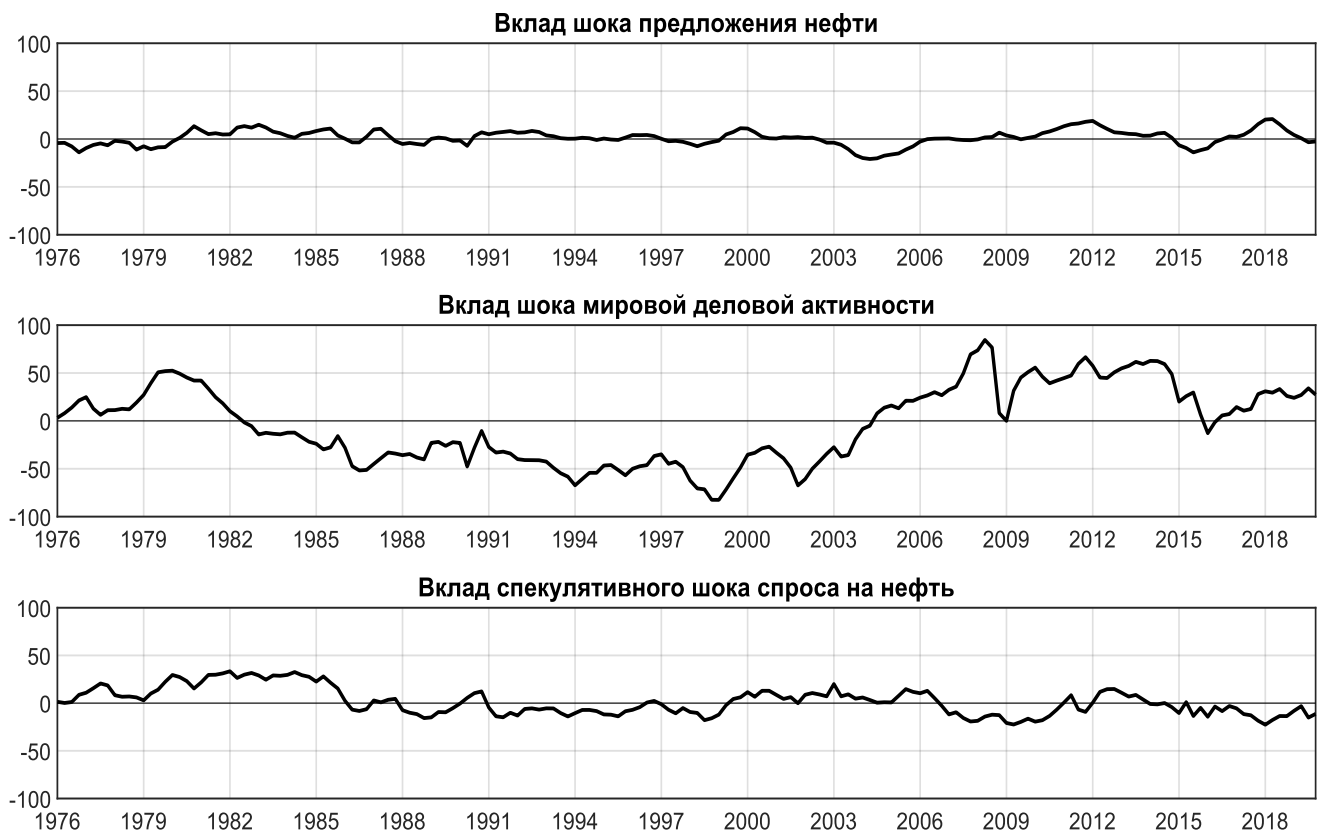 Вклад шока предложения нефти
100
50
0
-50
-100
1976 1979 1982 1985 1988 1991 1994 1997 2000 2003 2006 2009 2012 2015 2018
Вклад шока мировой деловой активности
100
50
0
-50
-100
1976 1979 1982 1985 1988 1991 1994 1997 2000 2003 2006 2009 2012 2015 2018
Вклад спекулятивного шока спроса на нефть
100
50
0
-50
-100
1976 1979 1982 1985 1988 1991 1994 1997 2000 2003 2006 2009 2012 2015 2018